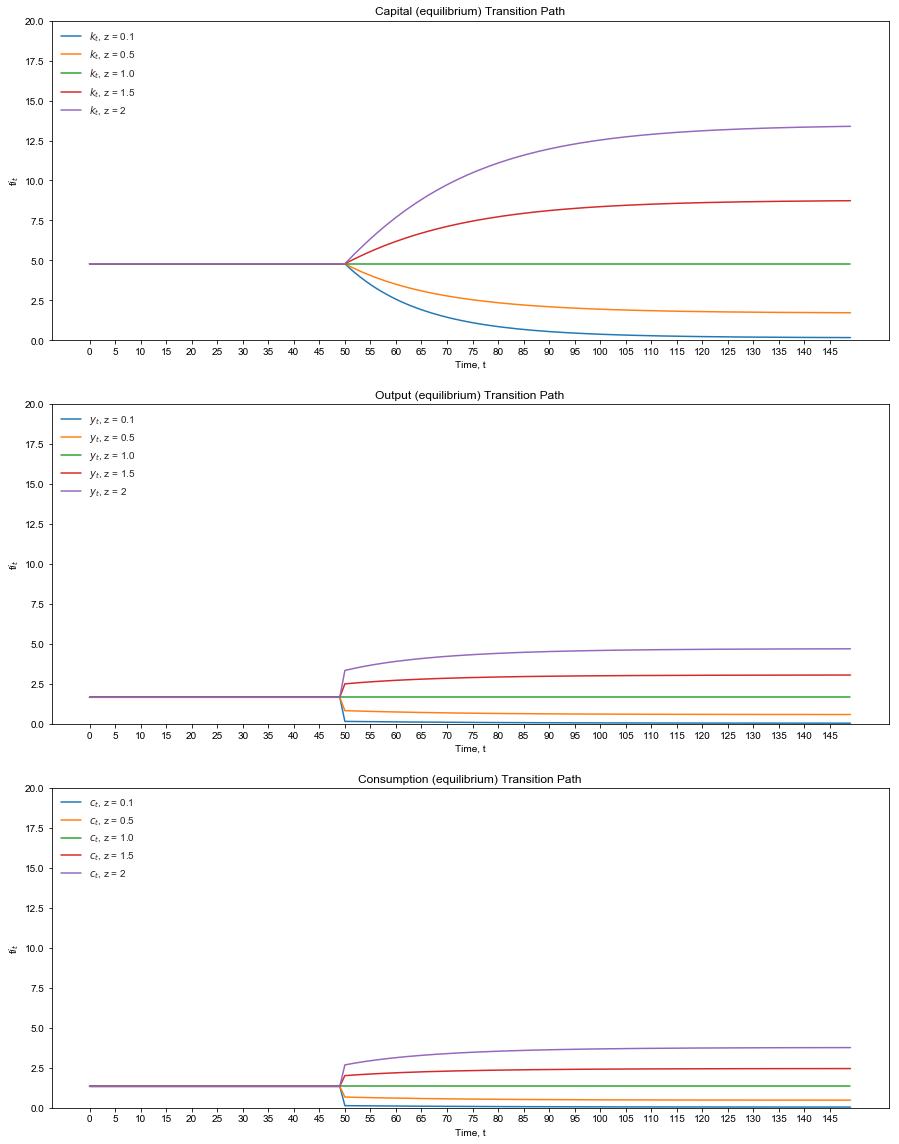 Capital (equilibrium) Transition Path
20.0
17.5
15.0
12.5
10.0
7.5
5.0
2.5
0.0
kₜ, z = 0.1
kₜ, z = 0.5
kₜ, z = 1.0
kₜ, z = 1.5
kₜ, z = 2
0 5 10 15 20 25 30 35 40 45 50 55 60 65 70 75 80 85 90 95 100 105 110 115 120 125 130 135 140 145
Time, t
Output (equilibrium) Transition Path
20.0
17.5
15.0
12.5
10.0
7.5
5.0
2.5
0.0
yₜ, z = 0.1
yₜ, z = 0.5
yₜ, z = 1.0
yₜ, z = 1.5
yₜ, z = 2
0 5 10 15 20 25 30 35 40 45 50 55 60 65 70 75 80 85 90 95 100 105 110 115 120 125 130 135 140 145
Time, t
Consumption (equilibrium) Transition Path
20.0
17.5
15.0
12.5
10.0
7.5
5.0
2.5
0.0
cₜ, z = 0.1
cₜ, z = 0.5
cₜ, z = 1.0
cₜ, z = 1.5
cₜ, z = 2
0 5 10 15 20 25 30 35 40 45 50 55 60 65 70 75 80 85 90 95 100 105 110 115 120 125 130 135 140 145
Time, t